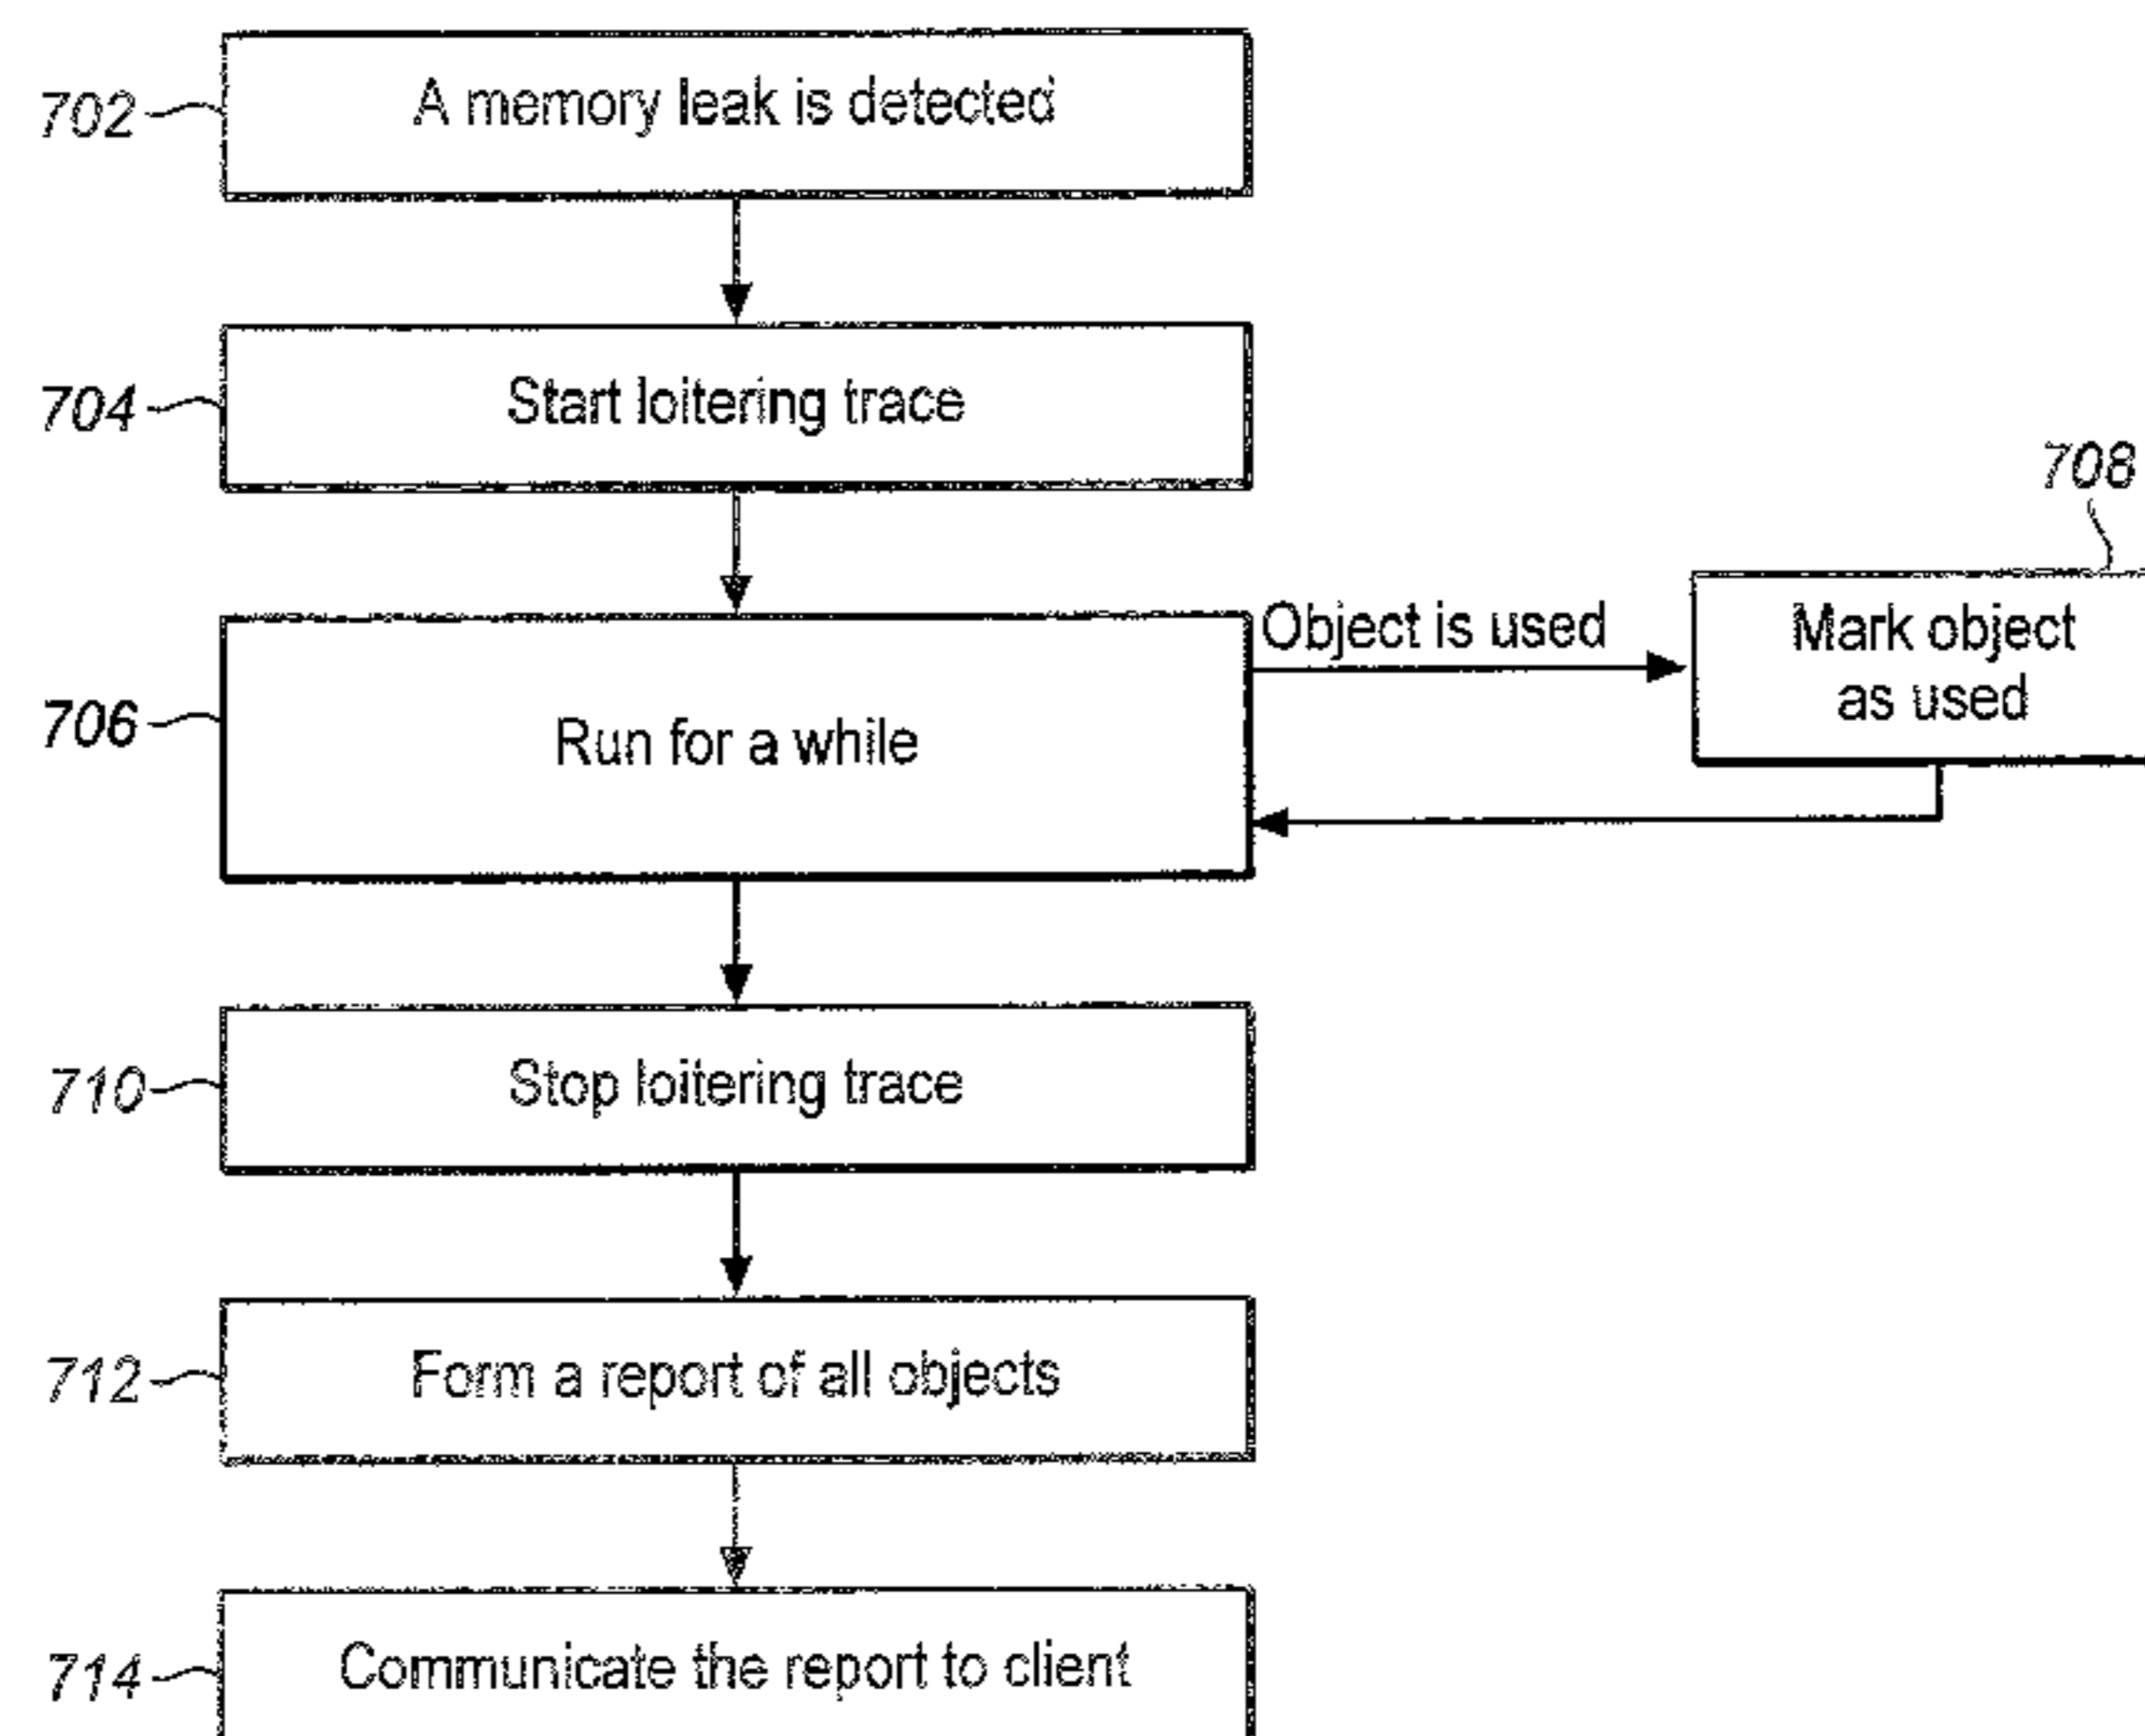 702
A memory leak is detected
704
Start loitering trace
708
706
Run for a while
Object is used
Mark object
as used
710
Stop loitering trace
712
Form a report of all objects
714
Communicate the report to client